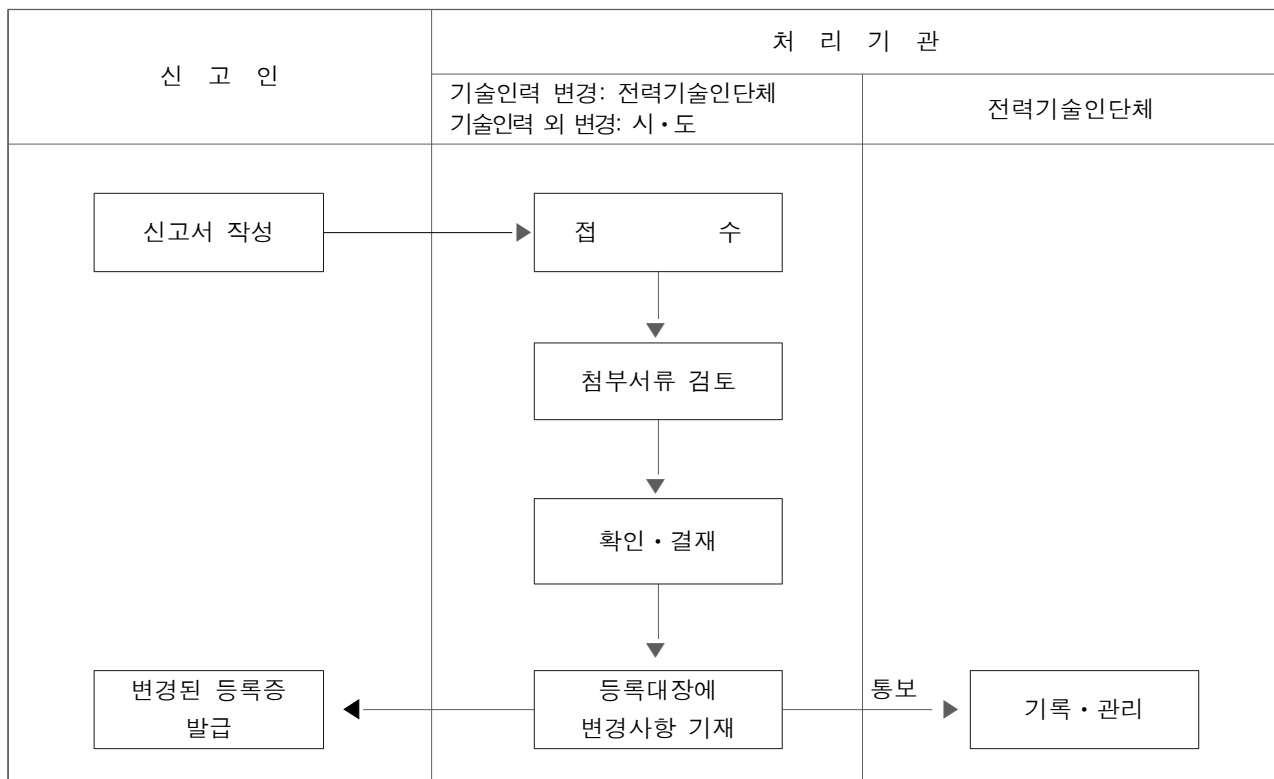 신 고 인
처 리 기 관
기술인력 변경: 전력기술인단체
기술인력 외 변경: 시·도
전력기술인단체
신고서 작성
접 수
첨부서류 검토
확인·결재
변경된 등록증
발급
등록대장에
변경사항 기재
통보
기록·관리